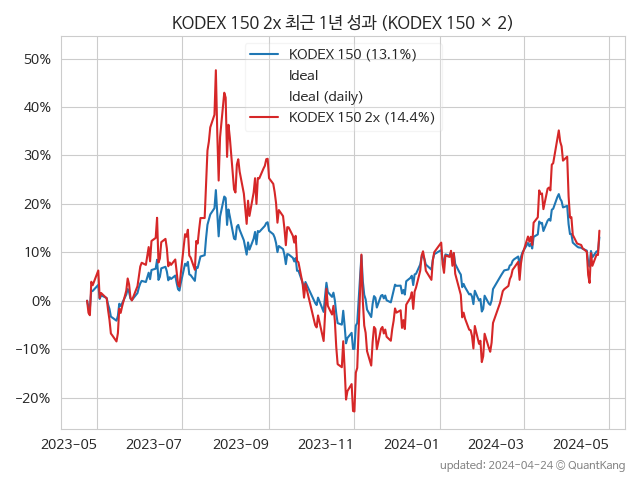 KODEX 150 2x 최근 1년 성과 (KODEX 150 × 2)
KODEX 150 (13.1%)
Ideal
Ideal (daily)
KODEX 150 2x (14.4%)
50%
40%
30%
20%
10%
0%
−10%
−20%
2023-05 2023-07 2023-09 2023-11 2024-01 2024-03 2024-05
updated: 2024-04-24 © QuantKang